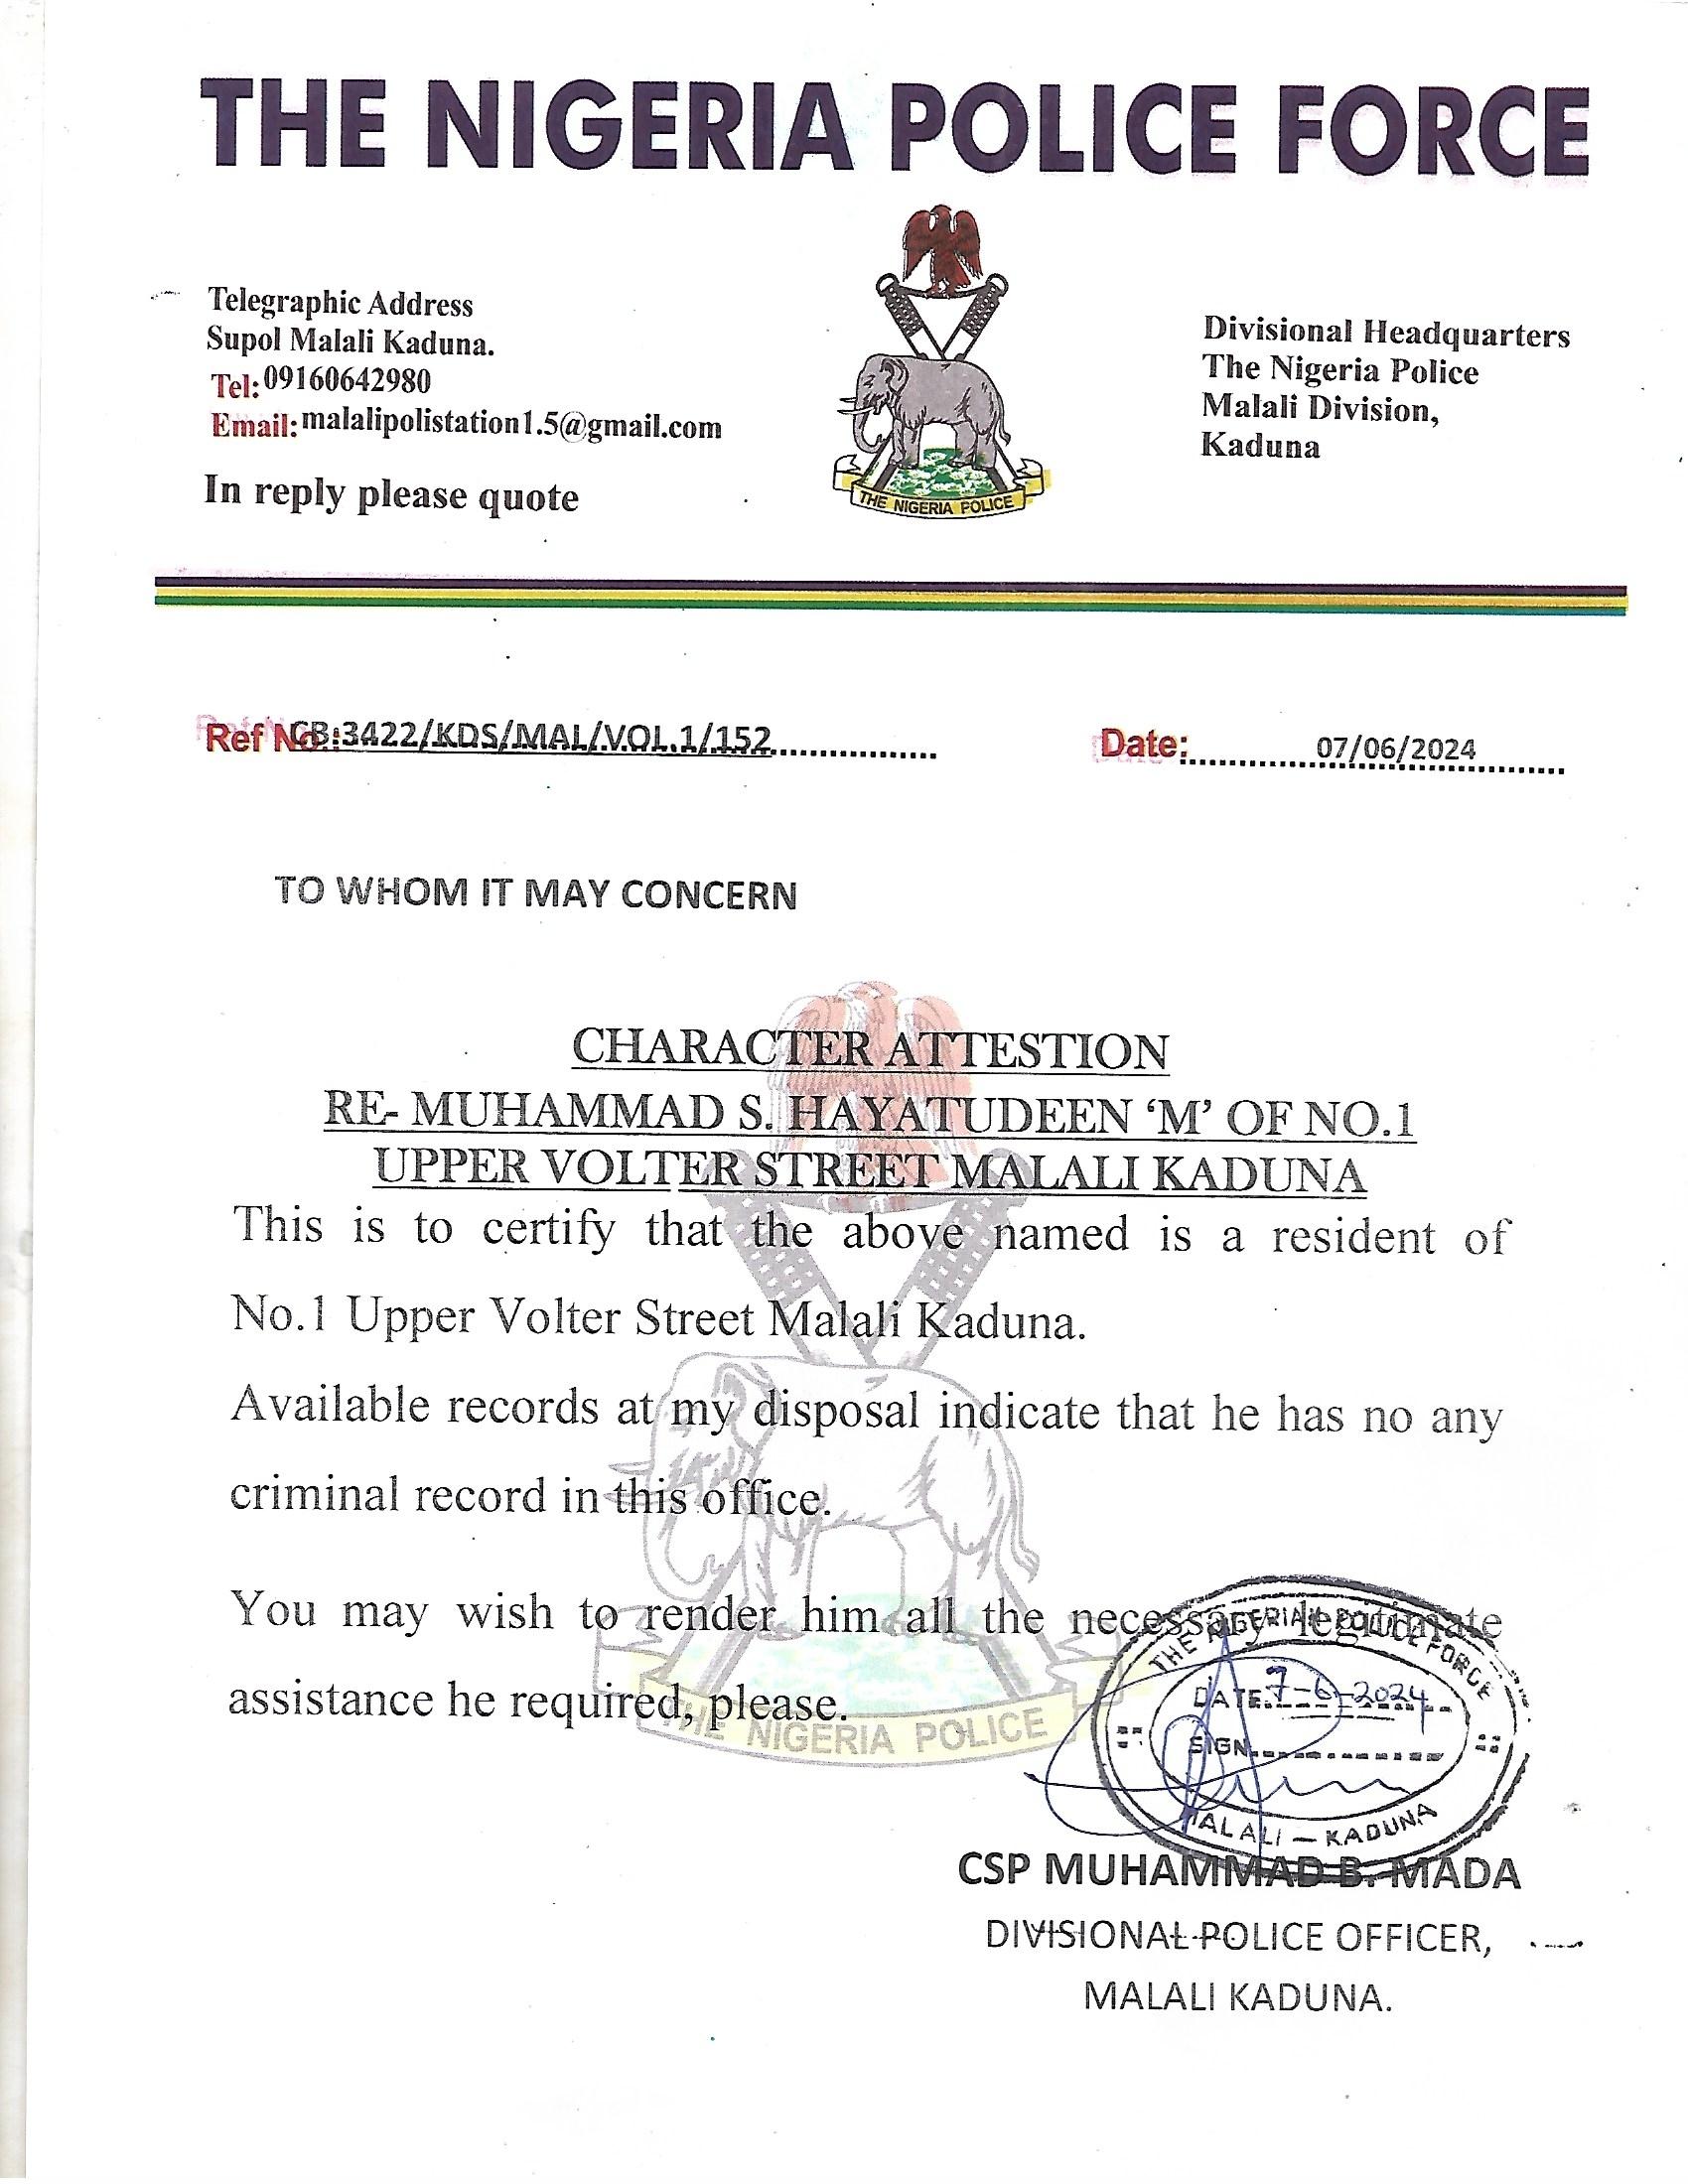 THE NIGERIA POLICE FORCE
Telegraphic Address
Supol Malali Kaduna.
Tel: 09160642980
Email: malalipolistation1.5@gmail.com
In reply please quote
THE NIGERIA POLICE
Divisional Headquarters
The Nigeria Police
Malali Division,
Kaduna
Ref No.: CB:3422/KDS/MAL/VOL.1/152
Date: 07/06/2024
TO WHOM IT MAY CONCERN
CHARACTER ATTESTION
RE- MUHAMMAD S. HAYATUDEEN ‘M’ OF NO.1
UPPER VOLTER STREET MALALI KADUNA
This is to certify that the above named is a resident of
No.1 Upper Volter Street Malali Kaduna.
Available records at my disposal indicate that he has no any
criminal record in this office.
You may wish to render him all the necessary legitimate
assistance he required, please.
THE NIGERIA POLICE
THE NIGERIAN POLICE FORCE
DATE. 7-6-2024
SIGN.
MALALI – KADUNA
CSP MUHAMMAD B. MADA
DIVISIONAL POLICE OFFICER,
MALALI KADUNA.